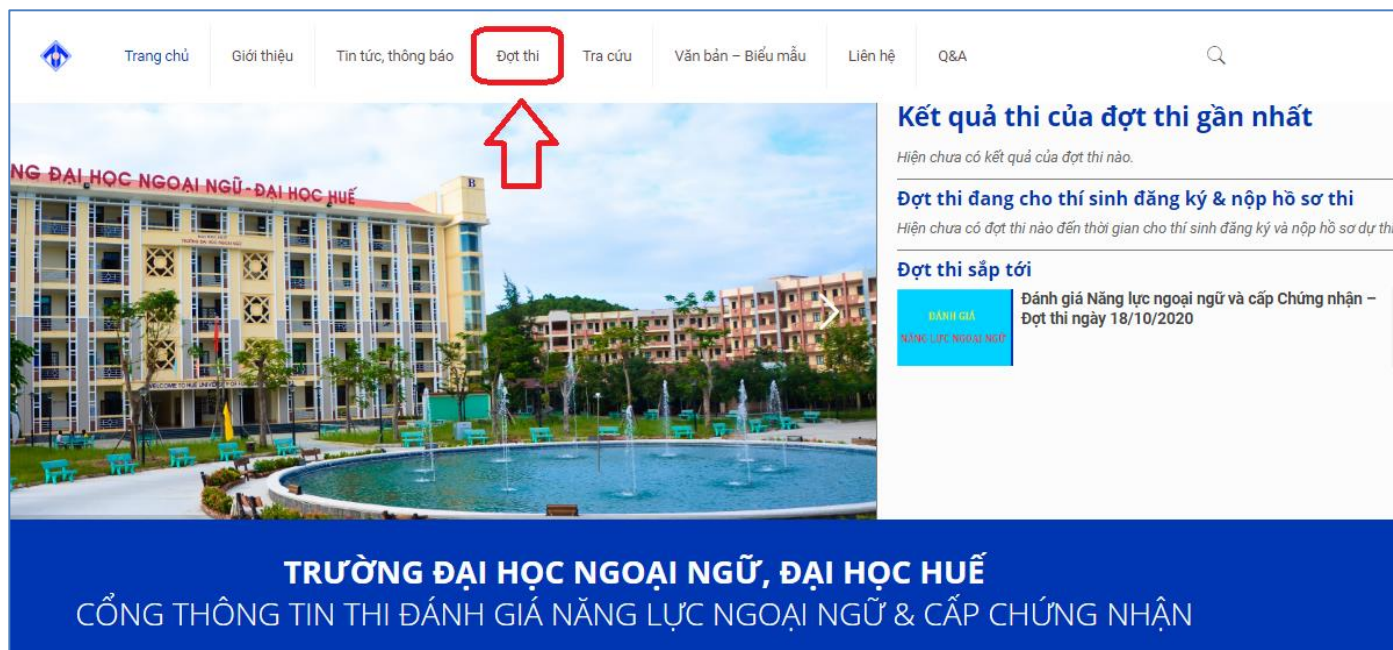 Trang chủ
Giới thiệu
Tin tức, thông báo
Đợt thi
Tra cứu
Văn bản – Biểu mẫu
Liên hệ
Q&A
NG ĐẠI HỌC NGOẠI NGỮ - ĐẠI HỌC HUẾ
B
Kết quả thi của đợt thi gần nhất
Hiện chưa có kết quả của đợt thi nào.
Đợt thi đang cho thí sinh đăng ký & nộp hồ sơ thi
Hiện chưa có đợt thi nào đến thời gian cho thí sinh đăng ký và nộp hồ sơ dự thi
Đợt thi sắp tới
ĐÁNH GIÁ
NĂNG LỰC NGOẠI NGỮ
Đánh giá Năng lực ngoại ngữ và cấp Chứng nhận –
Đợt thi ngày 18/10/2020
TRƯỜNG ĐẠI HỌC NGOẠI NGỮ, ĐẠI HỌC HUẾ
CỔNG THÔNG TIN THI ĐÁNH GIÁ NĂNG LỰC NGOẠI NGỮ & CẤP CHỨNG NHẬN